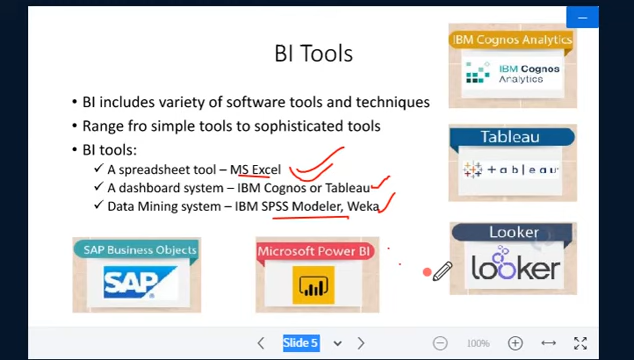 BI Tools
• BI includes variety of software tools and techniques
• Range fro simple tools to sophisticated tools
• BI tools:
✓ A spreadsheet tool – MS Excel
✓ A dashboard system – IBM Cognos or Tableau
✓ Data Mining system – IBM SPSS Modeler, Weka
IBM Cognos Analytics
IBM Cognos
Analytics
Tableau
+ a b l e a u
Looker
looker
SAP Business Objects
SAP
Microsoft Power BI
Slide 5
100%